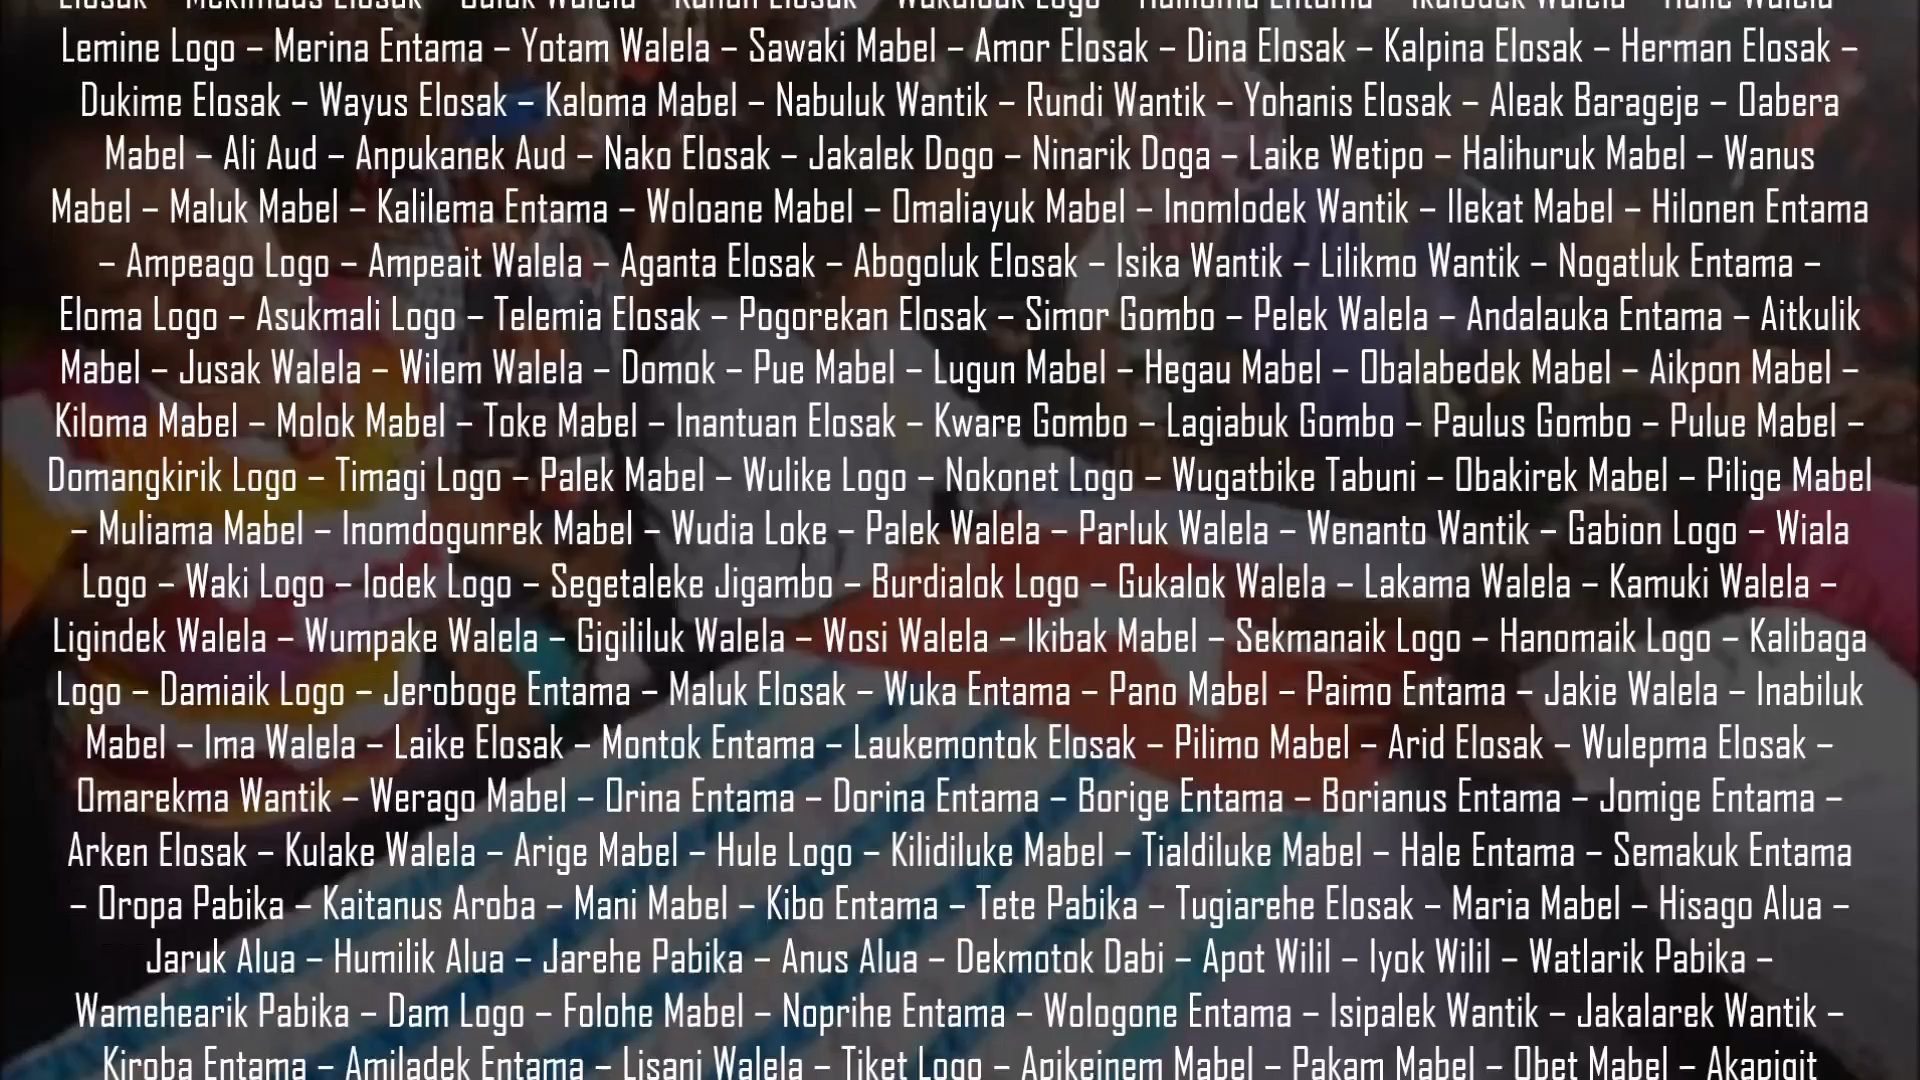 Lemine Logo – Merina Entama – Yotam Walela – Sawaki Mabel – Amor Elosak – Dina Elosak – Kalpina Elosak – Herman Elosak –
Dukime Elosak – Wayus Elosak – Kaloma Mabel – Nabuluk Wantik – Rundi Wantik – Yohanis Elosak – Aleak Barageje – Oabera
Mabel – Ali Aud – Anpukanek Aud – Nako Elosak – Jakalek Dogo – Ninarik Doga – Laike Wetipo – Halihuruk Mabel – Wanus
Mabel – Maluk Mabel – Kalilema Entama – Woloane Mabel – Omaliayuk Mabel – Inomlodek Wantik – Ilekat Mabel – Hilonen Entama
– Ampeago Logo – Ampeait Walela – Aganta Elosak – Abogoluk Elosak – Isika Wantik – Lilikmo Wantik – Nogatluk Entama –
Eloma Logo – Asukmali Logo – Telemia Elosak – Pogorekan Elosak – Simor Gombo – Pelek Walela – Andalauka Entama – Aitkulik
Mabel – Jusak Walela – Wilem Walela – Domok – Pue Mabel – Lugun Mabel – Hegau Mabel – Obalabedek Mabel – Aikpon Mabel –
Kiloma Mabel – Molok Mabel – Toke Mabel – Inantuan Elosak – Kware Gombo – Lagiabuk Gombo – Paulus Gombo – Pulue Mabel –
Domangkirik Logo – Timagi Logo – Palek Mabel – Wulike Logo – Nokonet Logo – Wugatbike Tabuni – Obakirek Mabel – Pilige Mabel
– Muliama Mabel – Inomdogunrek Mabel – Wudia Loke – Palek Walela – Parluk Walela – Wenanto Wantik – Gabion Logo – Wiala
Logo – Waki Logo – Iodek Logo – Segetaleke Jigambo – Burdialok Logo – Gukalok Walela – Lakama Walela – Kamuki Walela –
Ligindek Walela – Wumpake Walela – Gigililuk Walela – Wosi Walela – Ikibak Mabel – Sekmanaik Logo – Hanomaik Logo – Kalibaga
Logo – Damiaik Logo – Jeroboge Entama – Maluk Elosak – Wuka Entama – Pano Mabel – Paimo Entama – Jakie Walela – Inabiluk
Mabel – Ima Walela – Laike Elosak – Montok Entama – Laukemontok Elosak – Pilimo Mabel – Arid Elosak – Wulepma Elosak –
Omarekma Wantik – Werago Mabel – Orina Entama – Dorina Entama – Borige Entama – Borianus Entama – Jomige Entama –
Arken Elosak – Kulake Walela – Arige Mabel – Hule Logo – Kilidiluke Mabel – Tialdiluke Mabel – Hale Entama – Semakuk Entama
– Oropa Pabika – Kaitanus Aroba – Mani Mabel – Kibo Entama – Tete Pabika – Tugiarehe Elosak – Maria Mabel – Hisago Alua –
Jaruk Alua – Humilik Alua – Jarehe Pabika – Anus Alua – Dekmotok Dabi – Apot Wilil – Iyok Wilil – Watlarik Pabika –
Wamehearik Pabika – Dam Logo – Folohe Mabel – Noprihe Entama – Wologone Entama – Isipalek Wantik – Jakalarek Wantik –
Kiroba Entama – Amiladek Entama – Lisani Walela – Tiket Logo – Apikeinem Mabel – Pakam Mabel – Obet Mabel – Akapigit